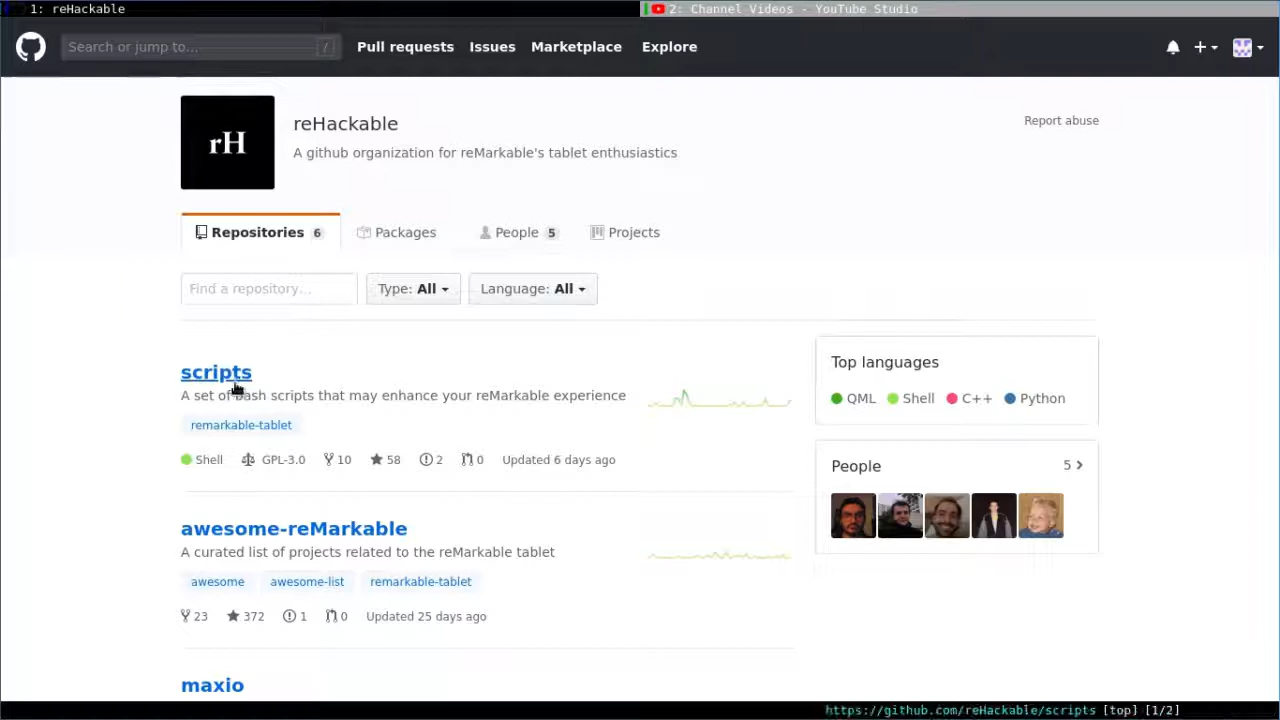 1: reHackable
2: Channel Videos - YouTube Studio
Search or jump to…
/
Pull requests
Issues
Marketplace
Explore
rH
reHackable
A github organization for reMarkable's tablet enthusiastics
Report abuse
Repositories 6
Packages
People 5
Projects
Find a repository…
Type: All
Language: All
scripts
A set of bash scripts that may enhance your reMarkable experience
remarkable-tablet
Shell GPL-3.0 10 58 2 0 Updated 6 days ago
Top languages
QML Shell C++ Python
People 5
awesome-reMarkable
A curated list of projects related to the reMarkable tablet
awesome awesome-list remarkable-tablet
23 372 1 0 Updated 25 days ago
maxio
https://github.com/reHackable/scripts [top] [1/2]